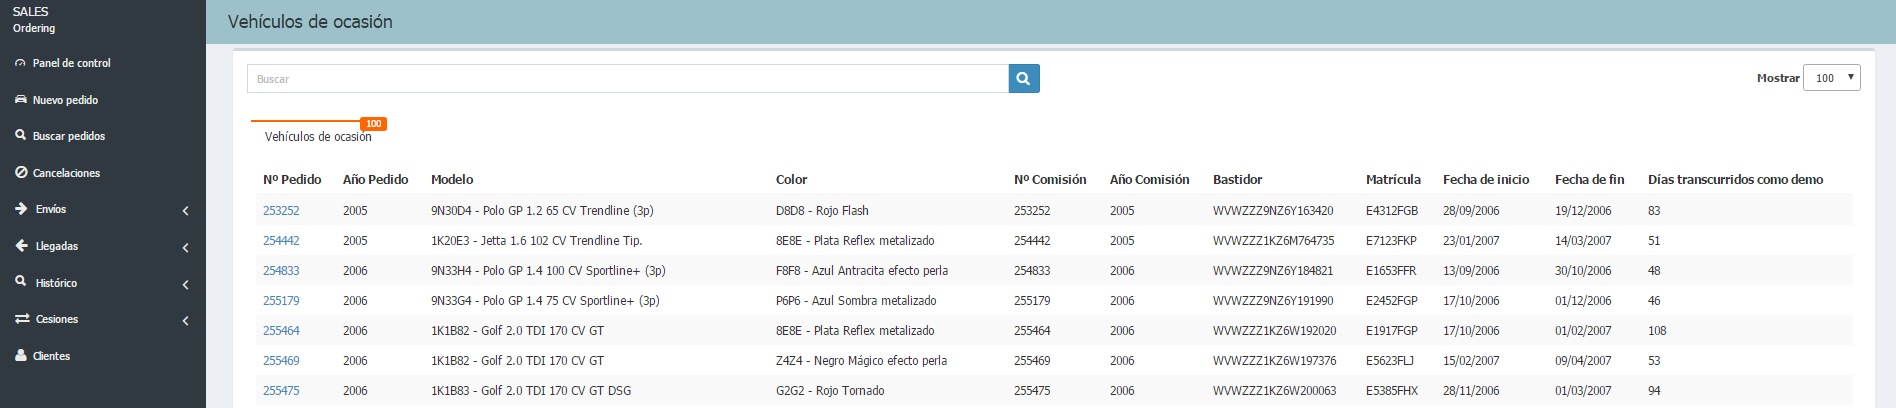 SALES
Ordering
Panel de control
Nuevo pedido
Buscar pedidos
Cancelaciones
Envíos
Llegadas
Histórico
Cesiones
Clientes
Vehículos de ocasión
Buscar
Mostrar 100
Vehículos de ocasión 100
Nº Pedido Año Pedido Modelo Color Nº Comisión Año Comisión Bastidor Matrícula Fecha de inicio Fecha de fin Días transcurridos como demo
253252 2005 9N30D4 - Polo GP 1.2 65 CV Trendline (3p) D8D8 - Rojo Flash 253252 2005 WVWZZZ9NZ6Y163420 E4312FGB 28/09/2006 19/12/2006 83
254442 2005 1K20E3 - Jetta 1.6 102 CV Trendline Tip. 8E8E - Plata Reflex metalizado 254442 2005 WVWZZZ1KZ6M764735 E7123FKP 23/01/2007 14/03/2007 51
254833 2006 9N33H4 - Polo GP 1.4 100 CV Sportline+ (3p) F8F8 - Azul Antracita efecto perla 254833 2006 WVWZZZ9NZ6Y184821 E1653FFR 13/09/2006 30/10/2006 48
255179 2006 9N33G4 - Polo GP 1.4 75 CV Sportline+ (3p) P6P6 - Azul Sombra metalizado 255179 2006 WVWZZZ9NZ6Y191990 E2452FGP 17/10/2006 01/12/2006 46
255464 2006 1K1B82 - Golf 2.0 TDI 170 CV GT 8E8E - Plata Reflex metalizado 255464 2006 WVWZZZ1KZ6W192020 E1917FGP 17/10/2006 01/02/2007 108
255469 2006 1K1B82 - Golf 2.0 TDI 170 CV GT Z4Z4 - Negro Mágico efecto perla 255469 2006 WVWZZZ1KZ6W197376 E5623FLJ 15/02/2007 09/04/2007 53
255475 2006 1K1B83 - Golf 2.0 TDI 170 CV GT DSG G2G2 - Rojo Tornado 255475 2006 WVWZZZ1KZ6W200063 E5385FHX 28/11/2006 01/03/2007 94